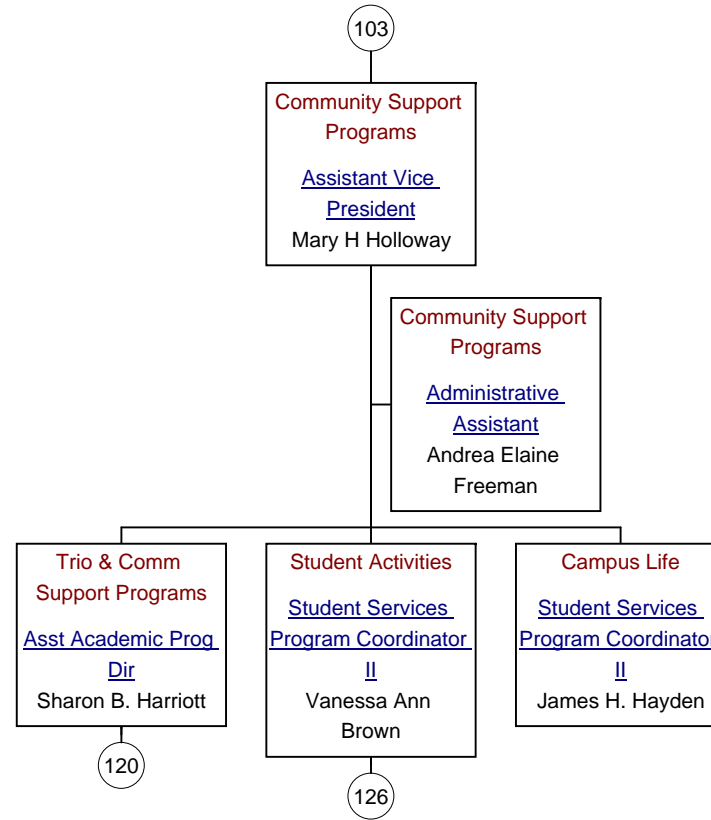 103
Community Support
Programs
Assistant Vice
President
Mary H Holloway
Community Support
Programs
Administrative
Assistant
Andrea Elaine
Freeman
Trio & Comm
Support Programs
Asst Academic Prog
Dir
Sharon B. Harriott
120
Student Activities
Student Services
Program Coordinator
II
Vanessa Ann
Brown
126
Campus Life
Student Services
Program Coordinator
II
James H. Hayden